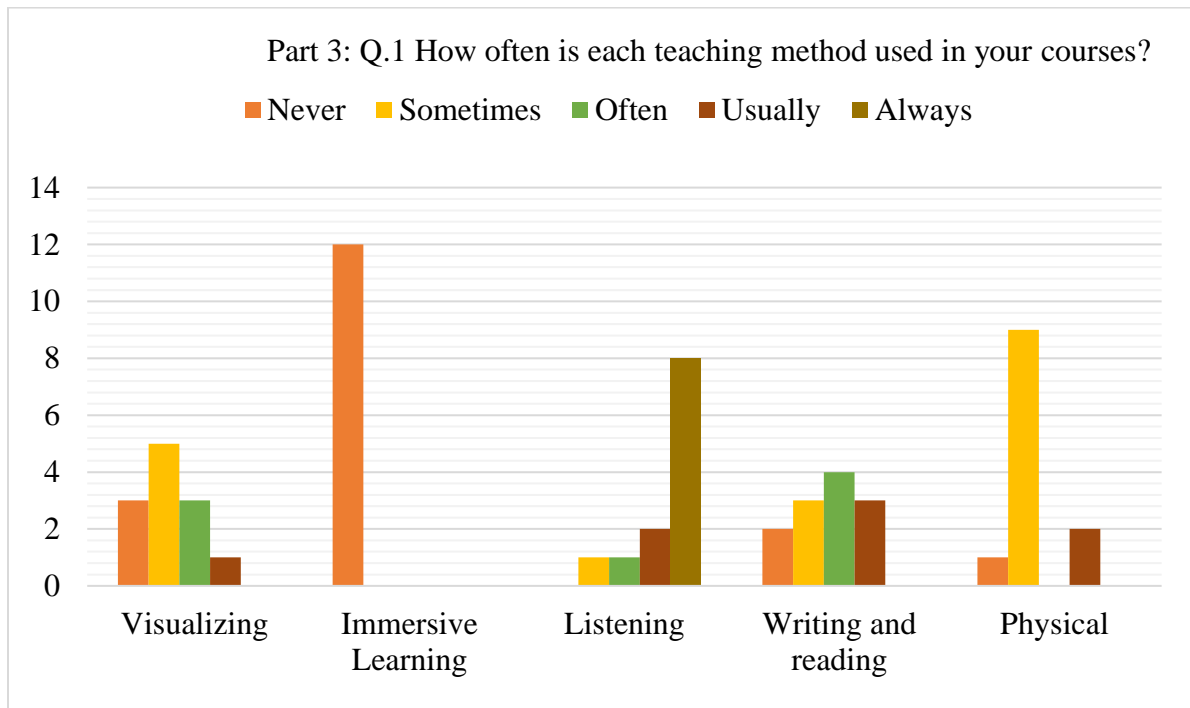 Part 3: Q.1 How often is each teaching method used in your courses?
Never Sometimes Often Usually Always
14
12
10
8
6
4
2
0
Visualizing Immersive Learning Listening Writing and reading Physical